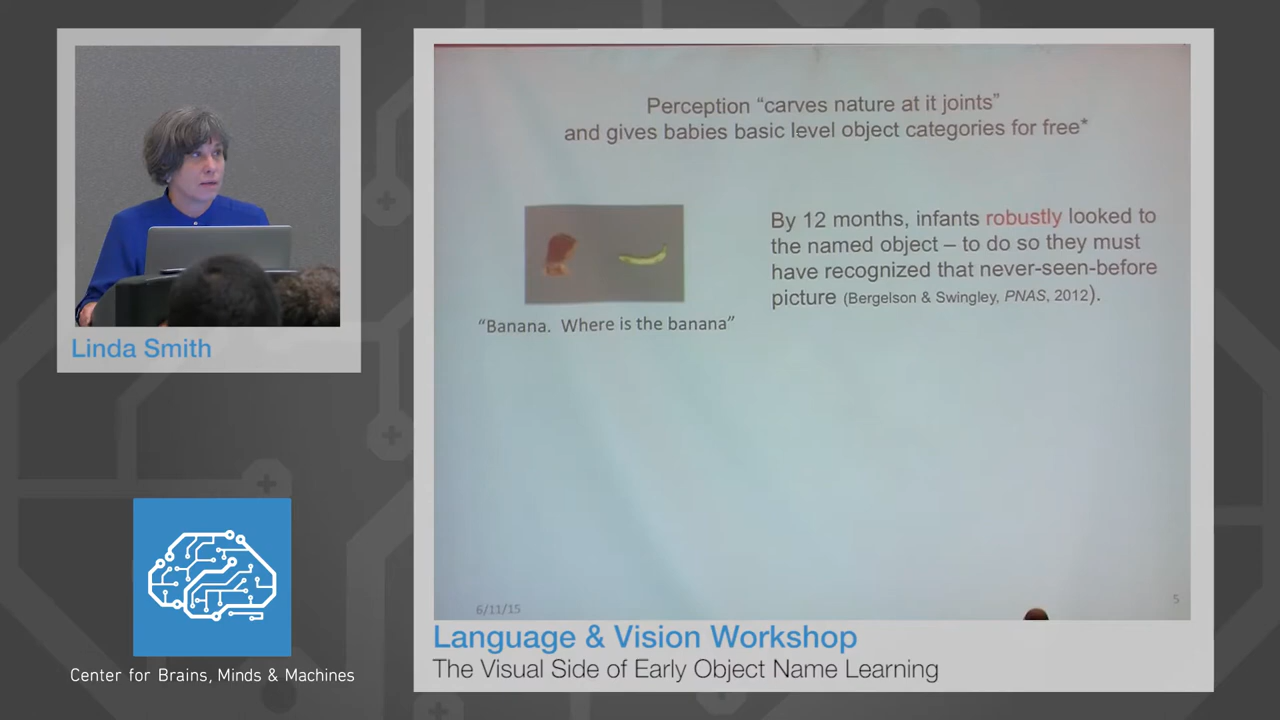 Perception “carves nature at it joints”
and gives babies basic level object categories for free*
By 12 months, infants robustly looked to
the named object – to do so they must
have recognized that never-seen-before
picture (Bergelson & Swingley, PNAS, 2012).
“Banana. Where is the banana”
6/11/15
5
Linda Smith
Center for Brains, Minds & Machines
Language & Vision Workshop
The Visual Side of Early Object Name Learning